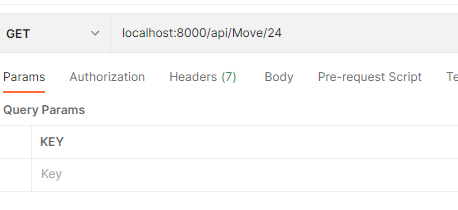 GET localhost:8000/api/Move/24
Params Authorization Headers (7) Body Pre-request Script Te
Query Params
KEY
Key